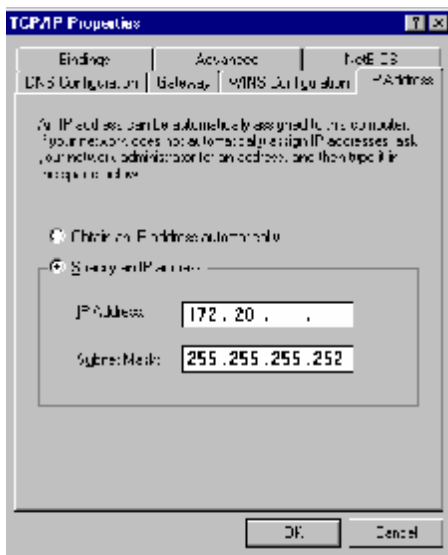 TCP/IP Properties
Bindings Advanced NetBIOS
DNS Configuration Gateway WINS Configuration IP Address
An IP address can be automatically assigned to this computer.
If your network does not automatically assign IP addresses, ask
your network administrator for an address, and then type it in
the space below.
Obtain an IP address automatically
Specify an IP address:
IP Address: 172.20. .
Subnet Mask: 255.255.255.252
OK Cancel